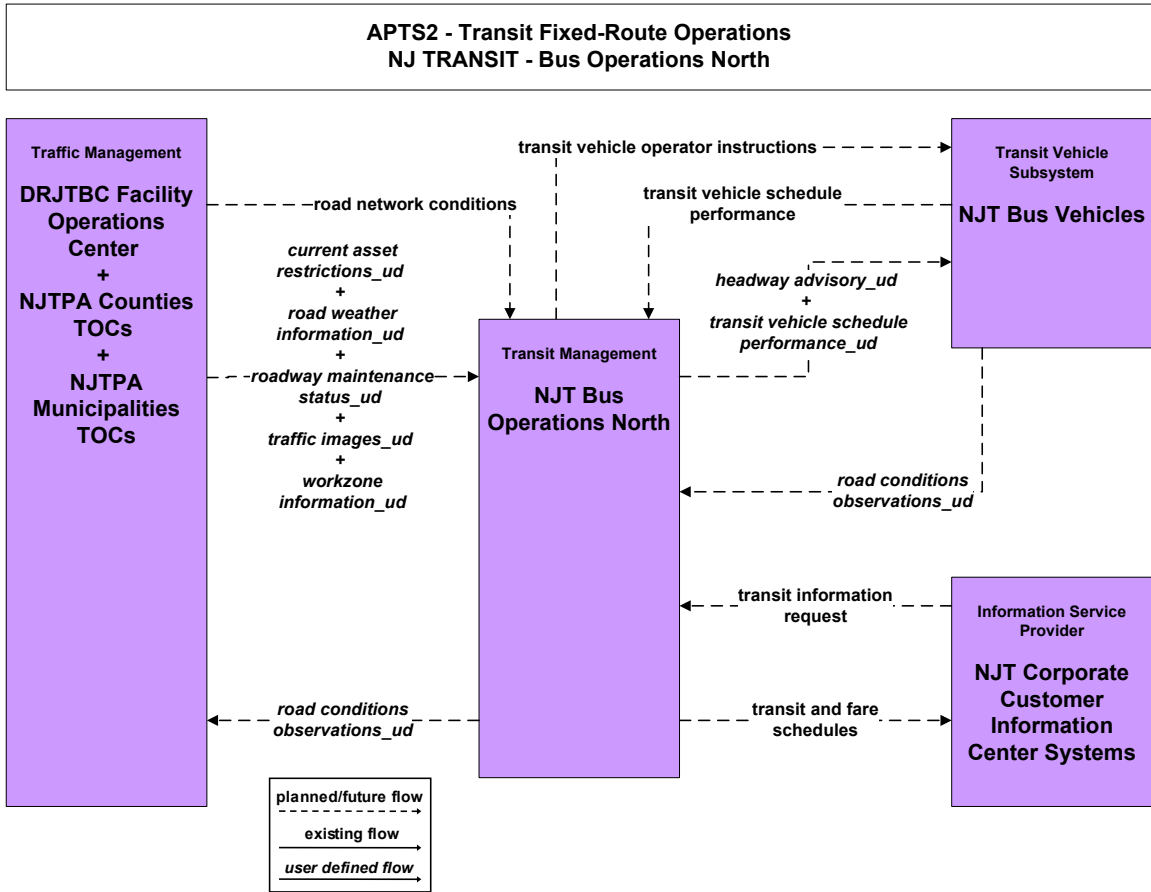 APTS2 - Transit Fixed-Route Operations
NJ TRANSIT - Bus Operations North
Traffic Management
DRJTBC Facility
Operations
Center
+
NJTPA Counties
TOCs
+
NJTPA
Municipalities
TOCs
road network conditions
current asset
restrictions_ud
+
road weather
information_ud
+
roadway maintenance
status_ud
+
traffic images_ud
+
workzone
information_ud
road conditions
observations_ud
Transit Management
NJT Bus
Operations North
transit vehicle operator instructions
transit vehicle schedule
performance
headway advisory_ud
+
transit vehicle schedule
performance_ud
road conditions
observations_ud
transit information
request
transit and fare
schedules
Transit Vehicle
Subsystem
NJT Bus Vehicles
Information Service
Provider
NJT Corporate
Customer
Information
Center Systems
planned/future flow
existing flow
user defined flow